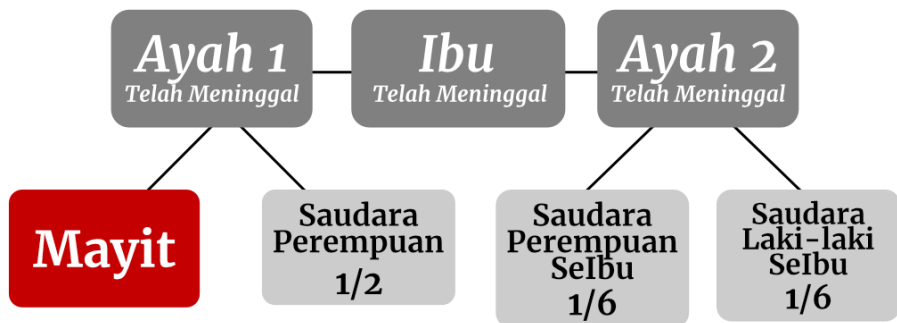 Ayah 1
Telah Meninggal
Ibu
Telah Meninggal
Ayah 2
Telah Meninggal
Mayit
Saudara
Perempuan
1/2
Saudara
Perempuan
SeIbu
1/6
Saudara
Laki-laki
SeIbu
1/6